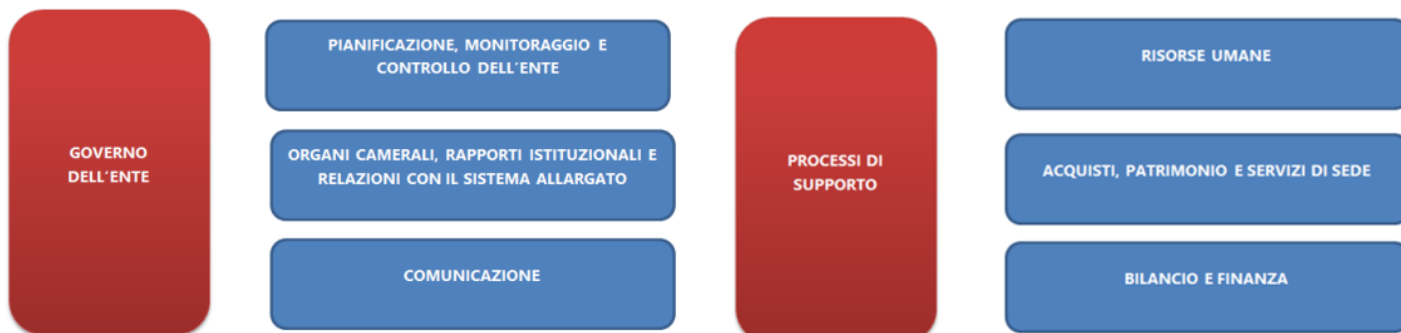 GOVERNO
DELL'ENTE
PIANIFICAZIONE, MONITORAGGIO E
CONTROLLO DELL'ENTE
ORGANI CAMERALI, RAPPORTI ISTITUZIONALI E
RELAZIONI CON IL SISTEMA ALLARGATO
COMUNICAZIONE
PROCESSI DI
SUPPORTO
RISORSE UMANE
ACQUISTI, PATRIMONIO E SERVIZI DI SEDE
BILANCIO E FINANZA